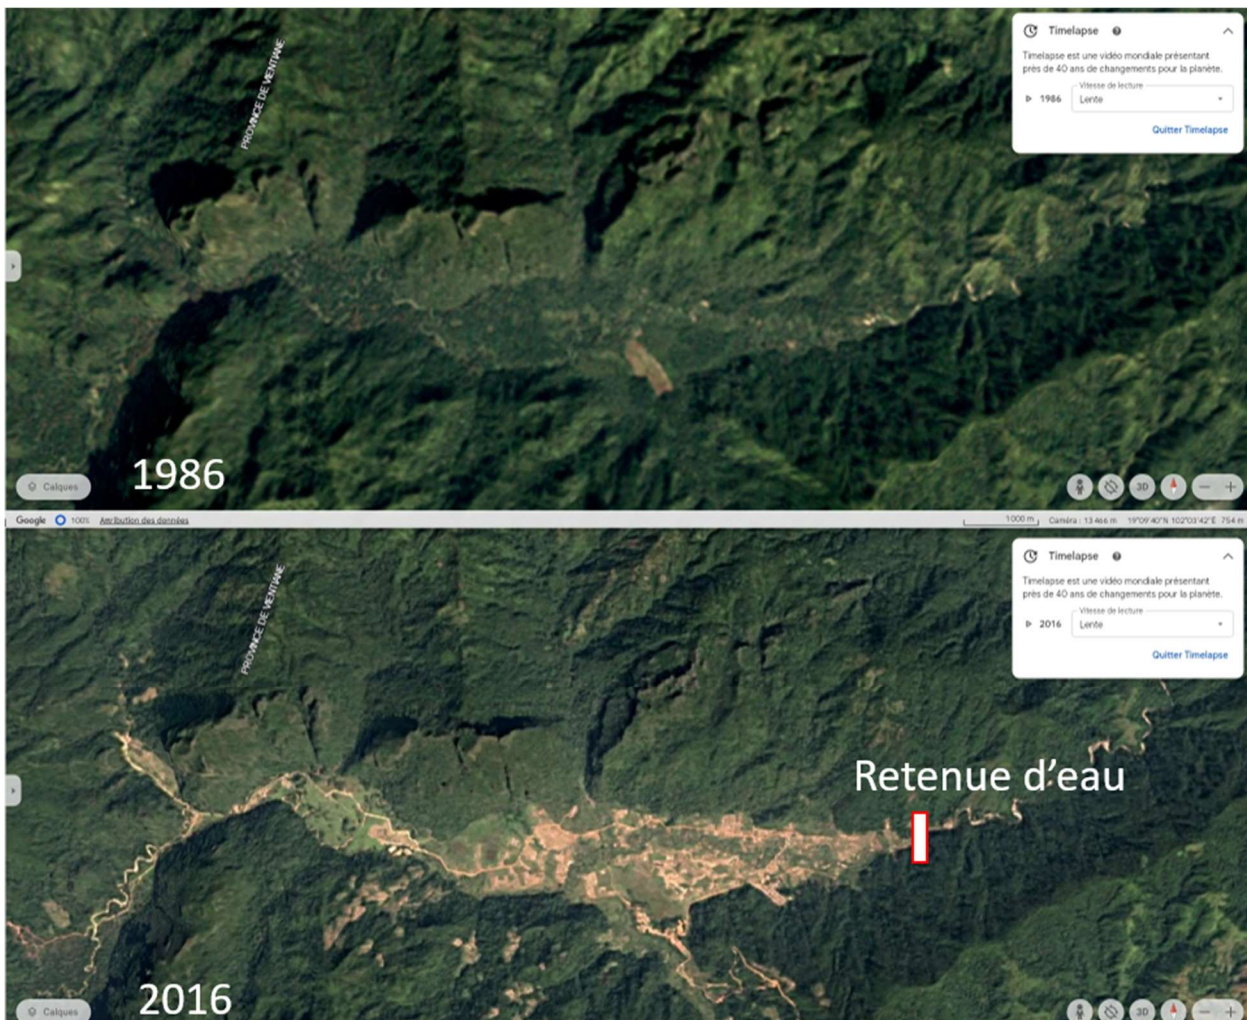 Timelapse
Timelapse est une vidéo mondiale présentant
près de 40 ans de changements pour la planète.
Vitesse de lecture
1986 Lente
Quitter Timelapse
PROVINCE DE VIENTIANE
1986
Calques
3D
Google 100% Attribution des données 1000 m Caméra : 13 466 m 19°09'40"N 102°03'42"E 754 m
Timelapse
Timelapse est une vidéo mondiale présentant
près de 40 ans de changements pour la planète.
Vitesse de lecture
2016 Lente
Quitter Timelapse
PROVINCE DE VIENTIANE
Retenue d'eau
2016
Calques
3D